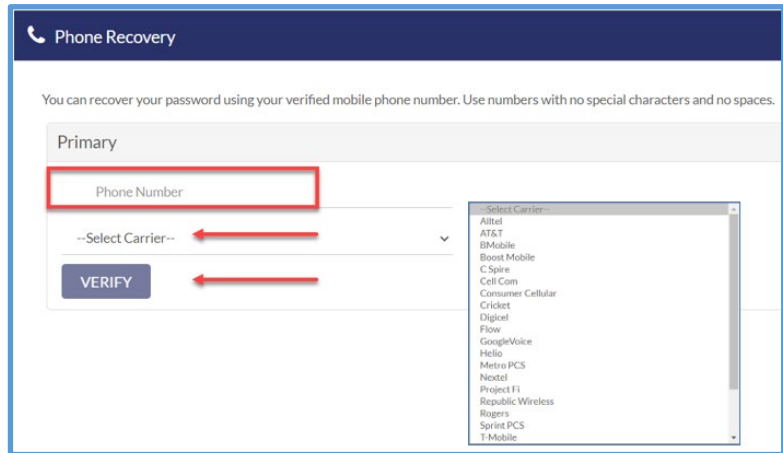 Phone Recovery
You can recover your password using your verified mobile phone number. Use numbers with no special characters and no spaces.
Primary
Phone Number
--Select Carrier--
VERIFY
--Select Carrier--
Alltel
AT&T
BMobile
Boost Mobile
C Spire
Cell Com
Consumer Cellular
Cricket
Digicel
Flow
GoogleVoice
Helio
Metro PCS
Nextel
Project Fi
Republic Wireless
Rogers
Sprint PCS
T-Mobile